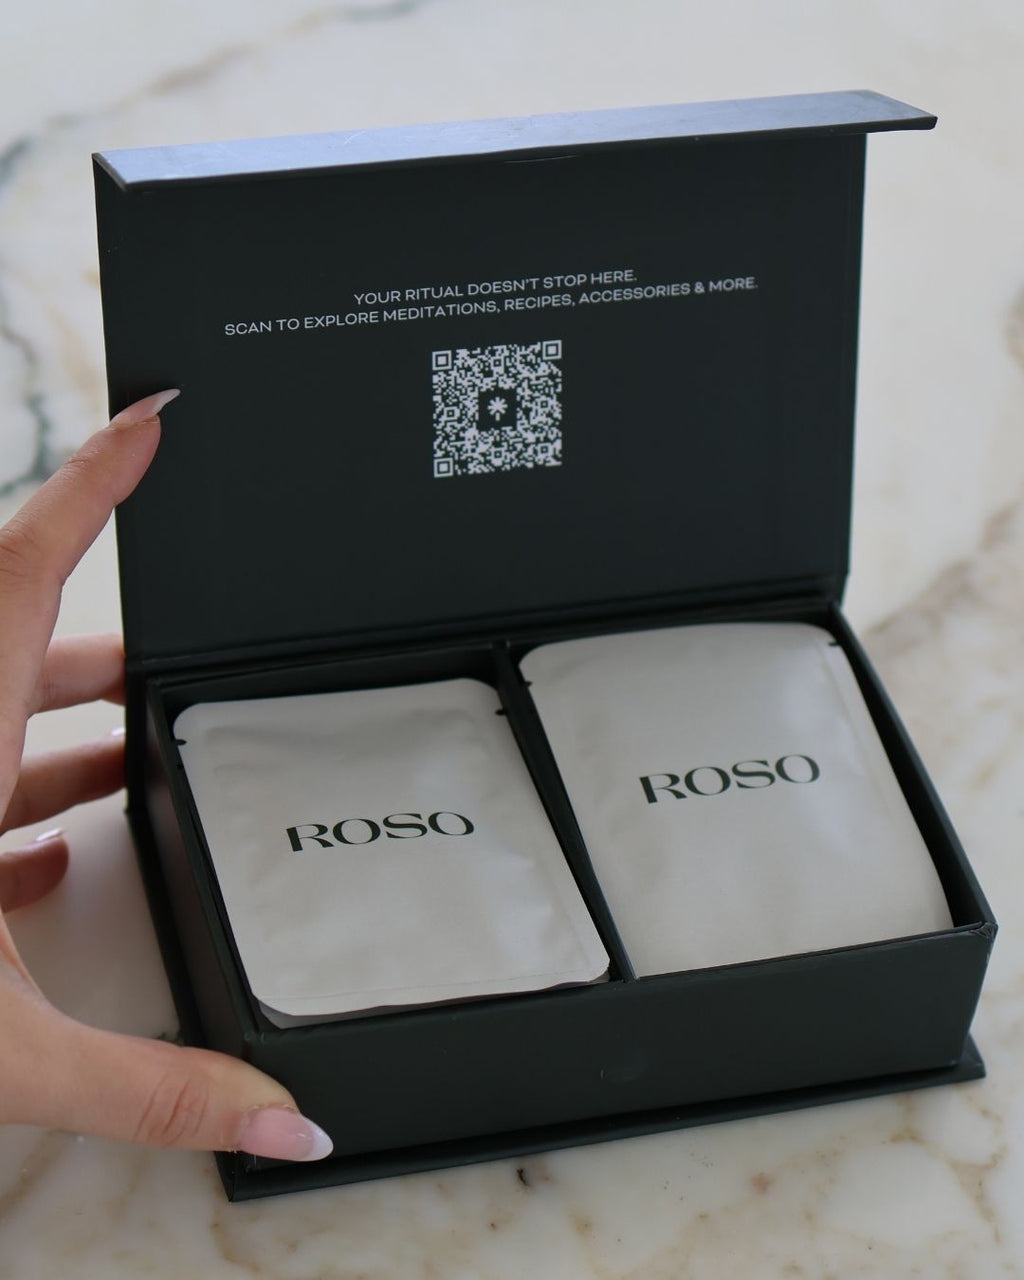 YOUR RITUAL DOESN'T STOP HERE.
SCAN TO EXPLORE MEDITATIONS, RECIPES, ACCESSORIES & MORE.
ROSO
ROSO